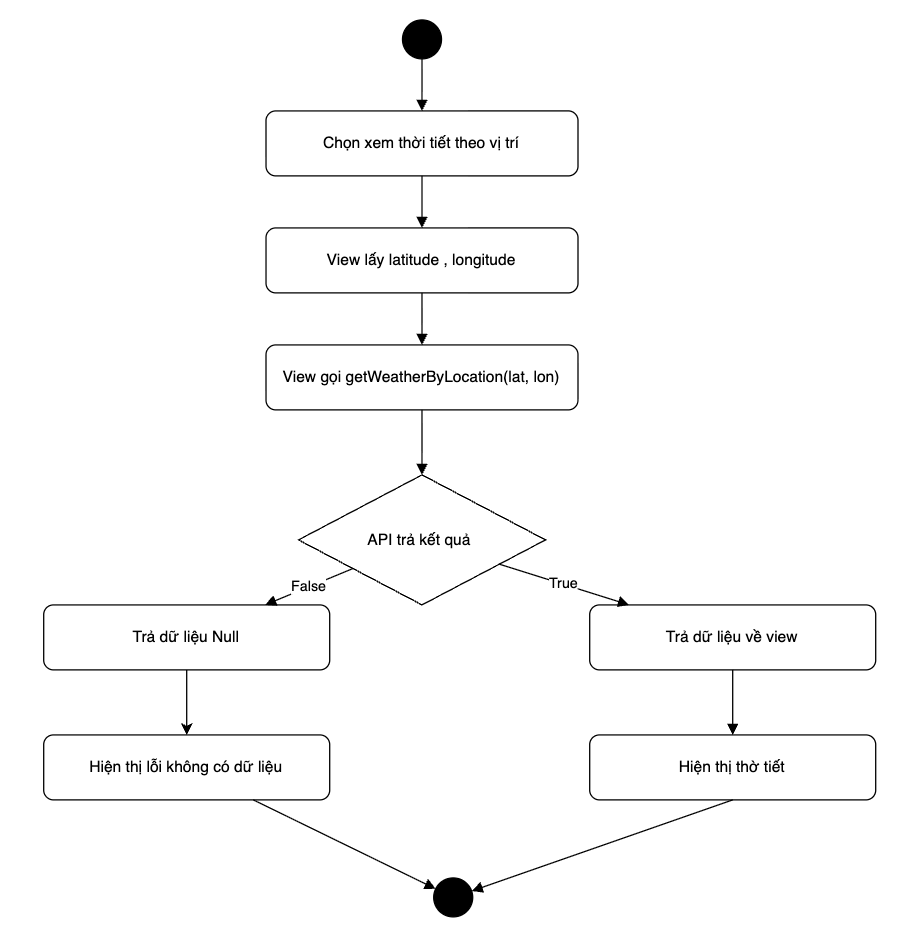 Chọn xem thời tiết theo vị trí
View lấy latitude , longitude
View gọi getWeatherByLocation(lat, lon)
API trả kết quả
False
True
Trả dữ liệu Null
Trả dữ liệu về view
Hiện thị lỗi không có dữ liệu
Hiện thị thờ tiết